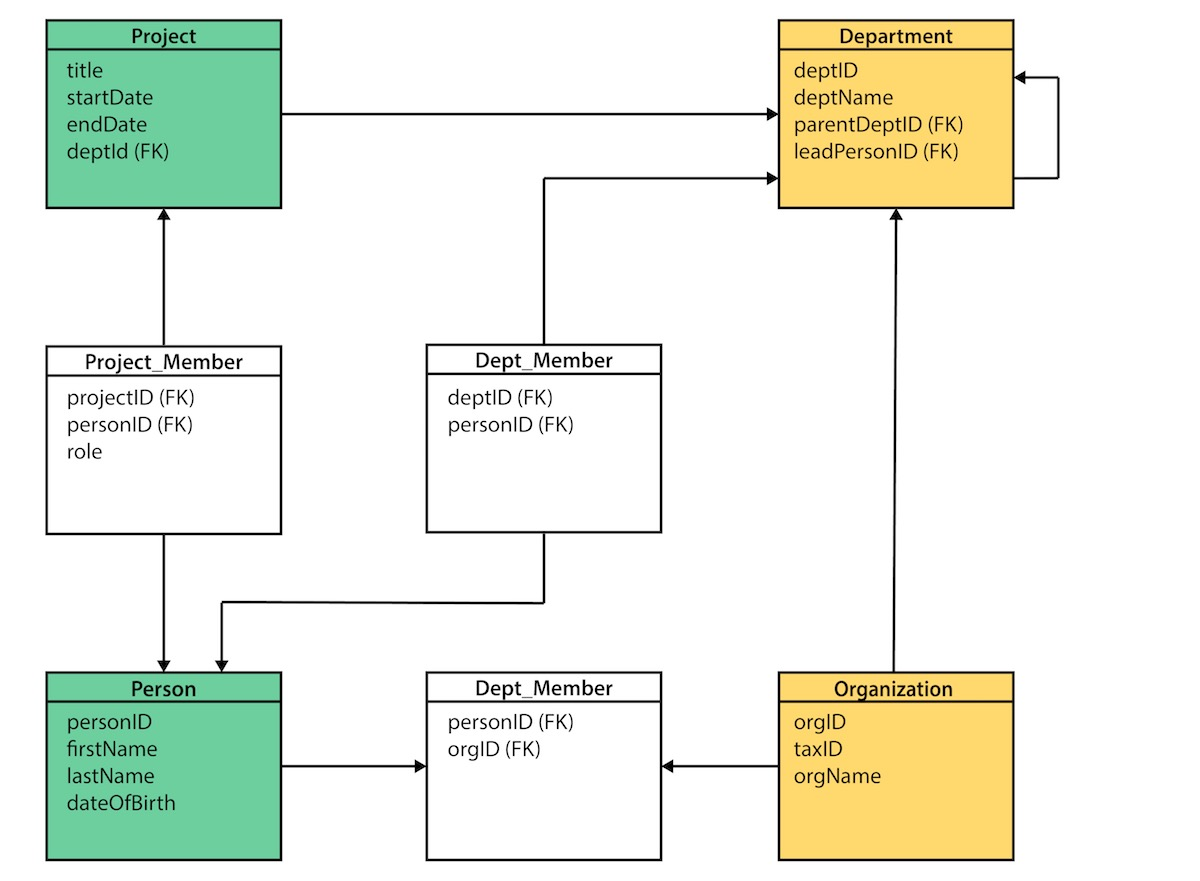 Project
title
startDate
endDate
deptId (FK)
Department
deptID
deptName
parentDeptID (FK)
leadPersonID (FK)
Project_Member
projectID (FK)
personID (FK)
role
Dept_Member
deptID (FK)
personID (FK)
Person
personID
firstName
lastName
dateOfBirth
Dept_Member
personID (FK)
orgID (FK)
Organization
orgID
taxID
orgName